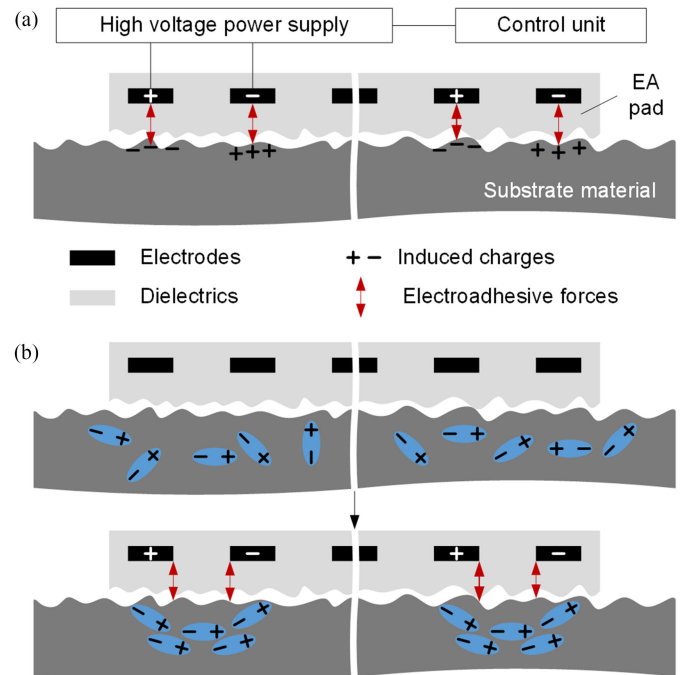 (a)
High voltage power supply
Control unit
+ − + −
EA
pad
− − − + + + − − − + + +
Substrate material
Electrodes
+ − Induced charges
Dielectrics
Electroadhesive forces
(b)
− + − + − + − + + −
− + − + − + + − − +
+ − + −
− + − + − + − + − +
− + − + − + − + − +